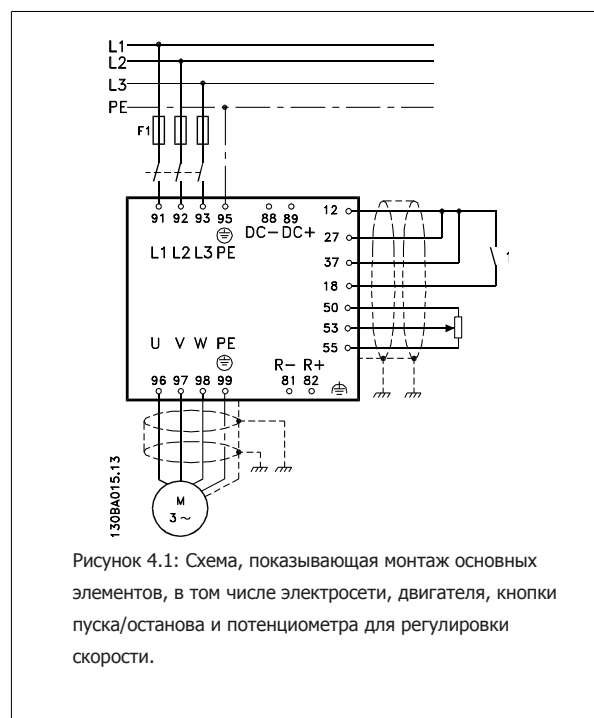 L1
L2
L3
PE
F1
91 92 93 95 88 89
DC- DC+
L1 L2 L3 PE
12
27
37
18
50
53
55
U V W PE
R- R+
96 97 98 99 81 82
M
3~
130BA015.13
Рисунок 4.1: Схема, показывающая монтаж основных
элементов, в том числе электросети, двигателя, кнопки
пуска/останова и потенциометра для регулировки
скорости.